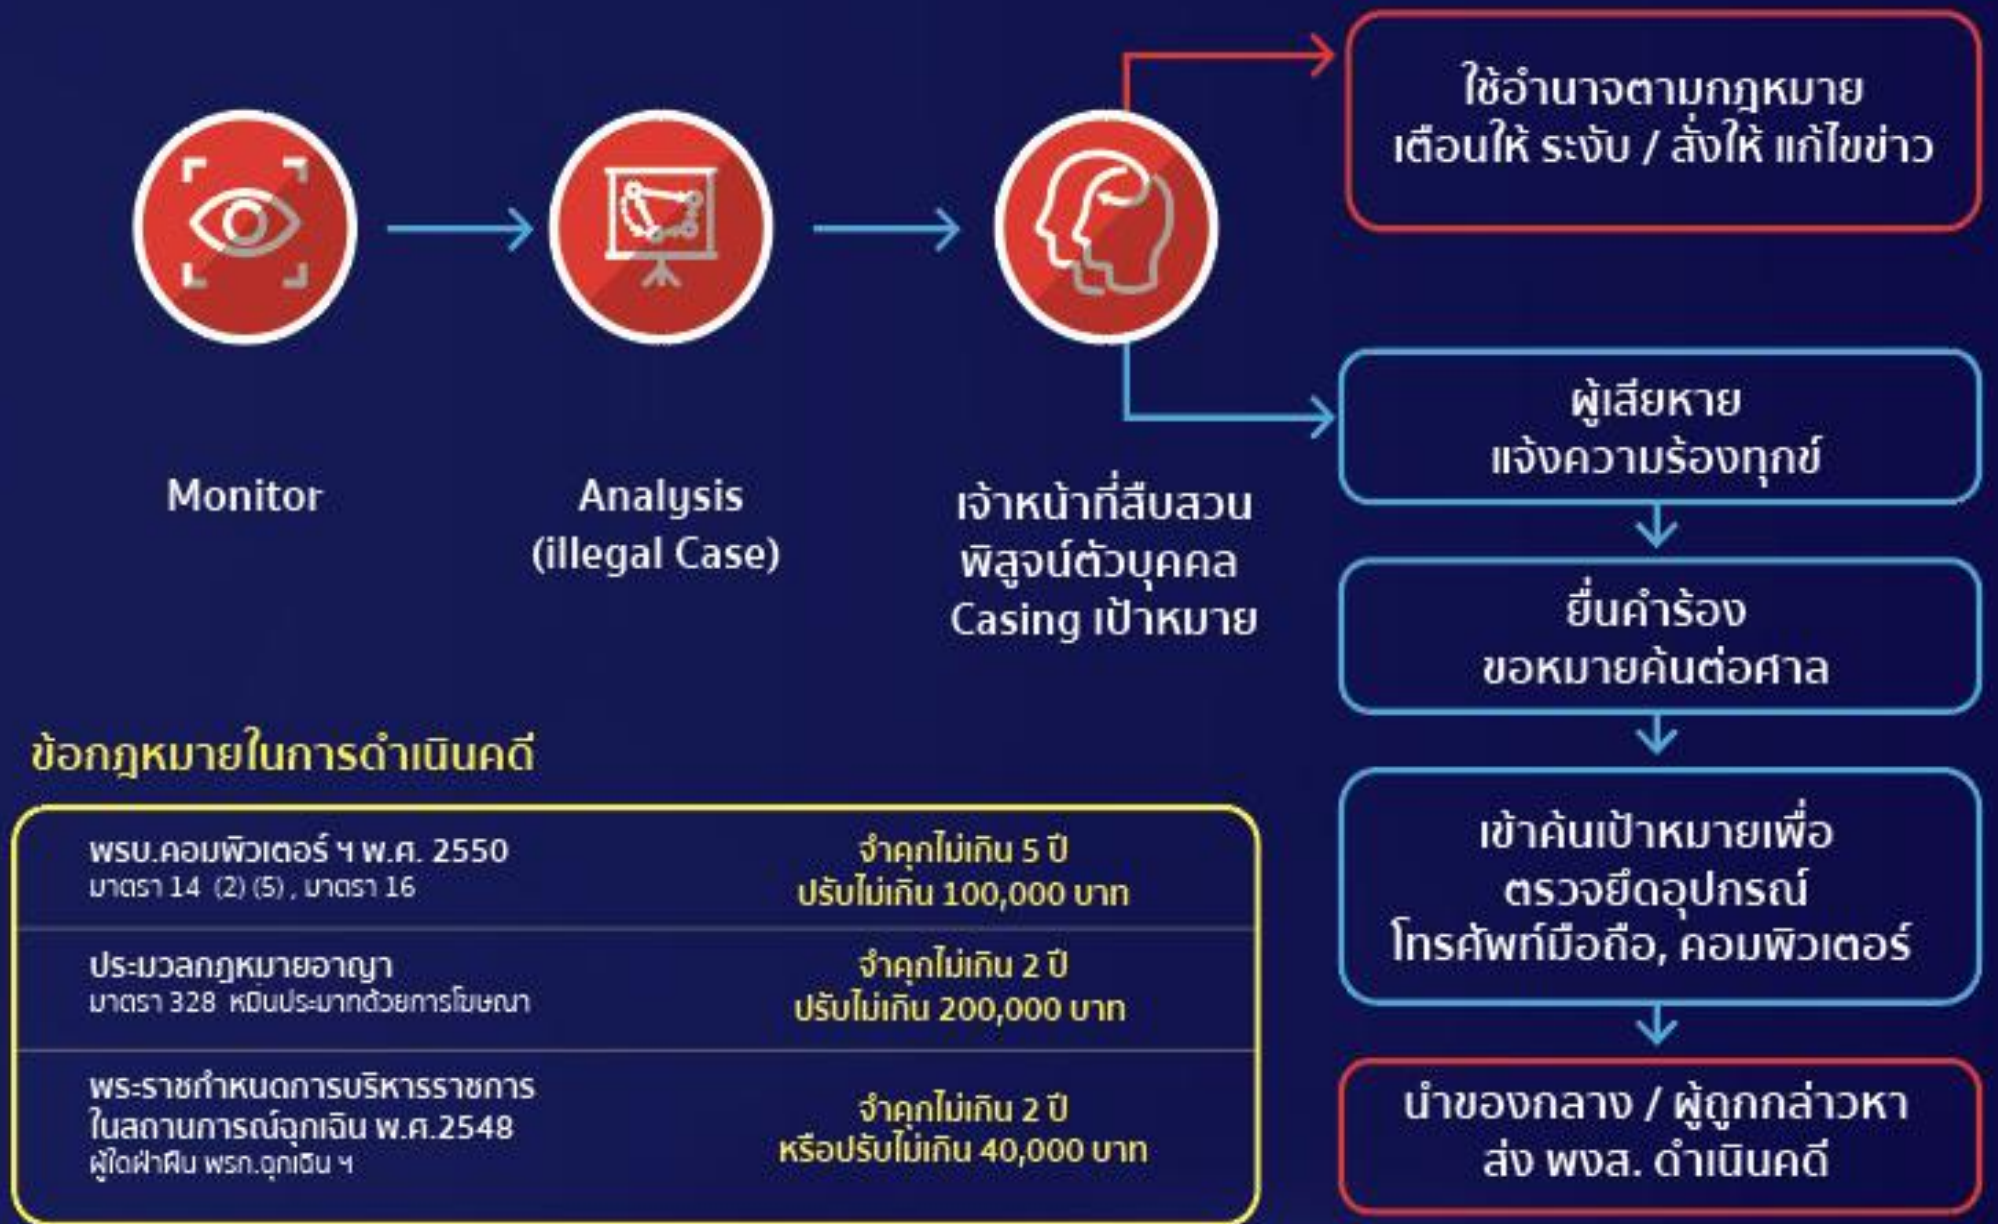 Monitor
Analysis
(illegal Case)
เจ้าหน้าที่สืบสวน
พิสูจน์ตัวบุคคล
Casing เป้าหมาย
ใช้อำนาจตามกฎหมาย
เตือนให้ ระงับ / สั่งให้ แก้ไขข่าว
ผู้เสียหาย
แจ้งความร้องทุกข์
ยื่นคำร้อง
ขอหมายค้นต่อศาล
เข้าค้นเป้าหมายเพื่อ
ตรวจยึดอุปกรณ์
โทรศัพท์มือถือ, คอมพิวเตอร์
นำของกลาง / ผู้ถูกกล่าวหา
ส่ง พงส. ดำเนินคดี
ข้อกฎหมายในการดำเนินคดี
พรบ.คอมพิวเตอร์ ฯ พ.ศ. 2550
มาตรา 14 (2) (5) , มาตรา 16
จำคุกไม่เกิน 5 ปี
ปรับไม่เกิน 100,000 บาท
ประมวลกฎหมายอาญา
มาตรา 328 หมิ่นประมาทด้วยการโฆษณา
จำคุกไม่เกิน 2 ปี
ปรับไม่เกิน 200,000 บาท
พระราชกำหนดการบริหารราชการ
ในสถานการณ์ฉุกเฉิน พ.ศ.2548
ผู้ใดฝ่าฝืน พรก.ฉุกเฉิน ฯ
จำคุกไม่เกิน 2 ปี
หรือปรับไม่เกิน 40,000 บาท